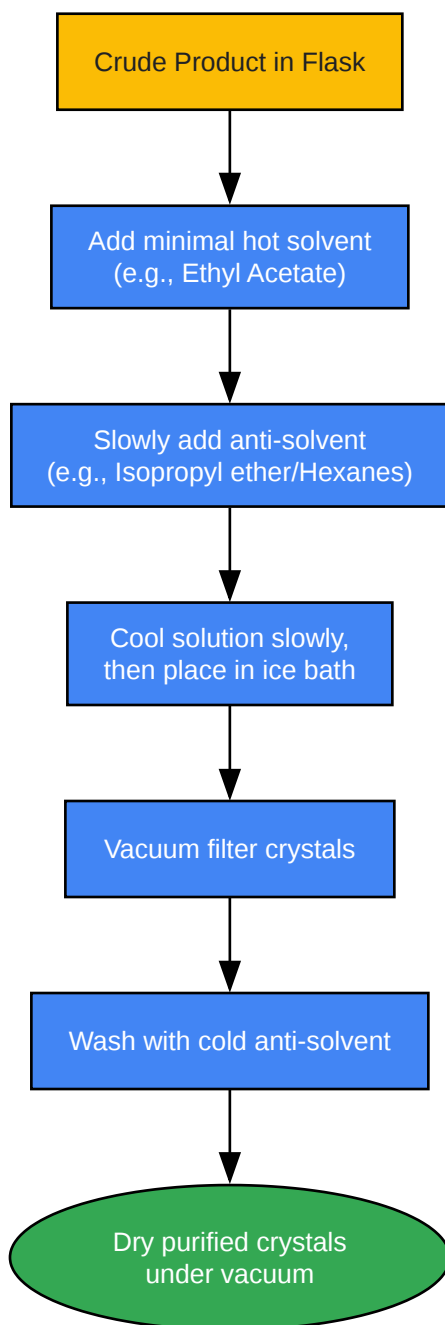 Crude Product in Flask
Add minimal hot solvent
(e.g., Ethyl Acetate)
Slowly add anti-solvent
(e.g., Isopropyl ether/Hexanes)
Cool solution slowly,
then place in ice bath
Vacuum filter crystals
Wash with cold anti-solvent
Dry purified crystals
under vacuum